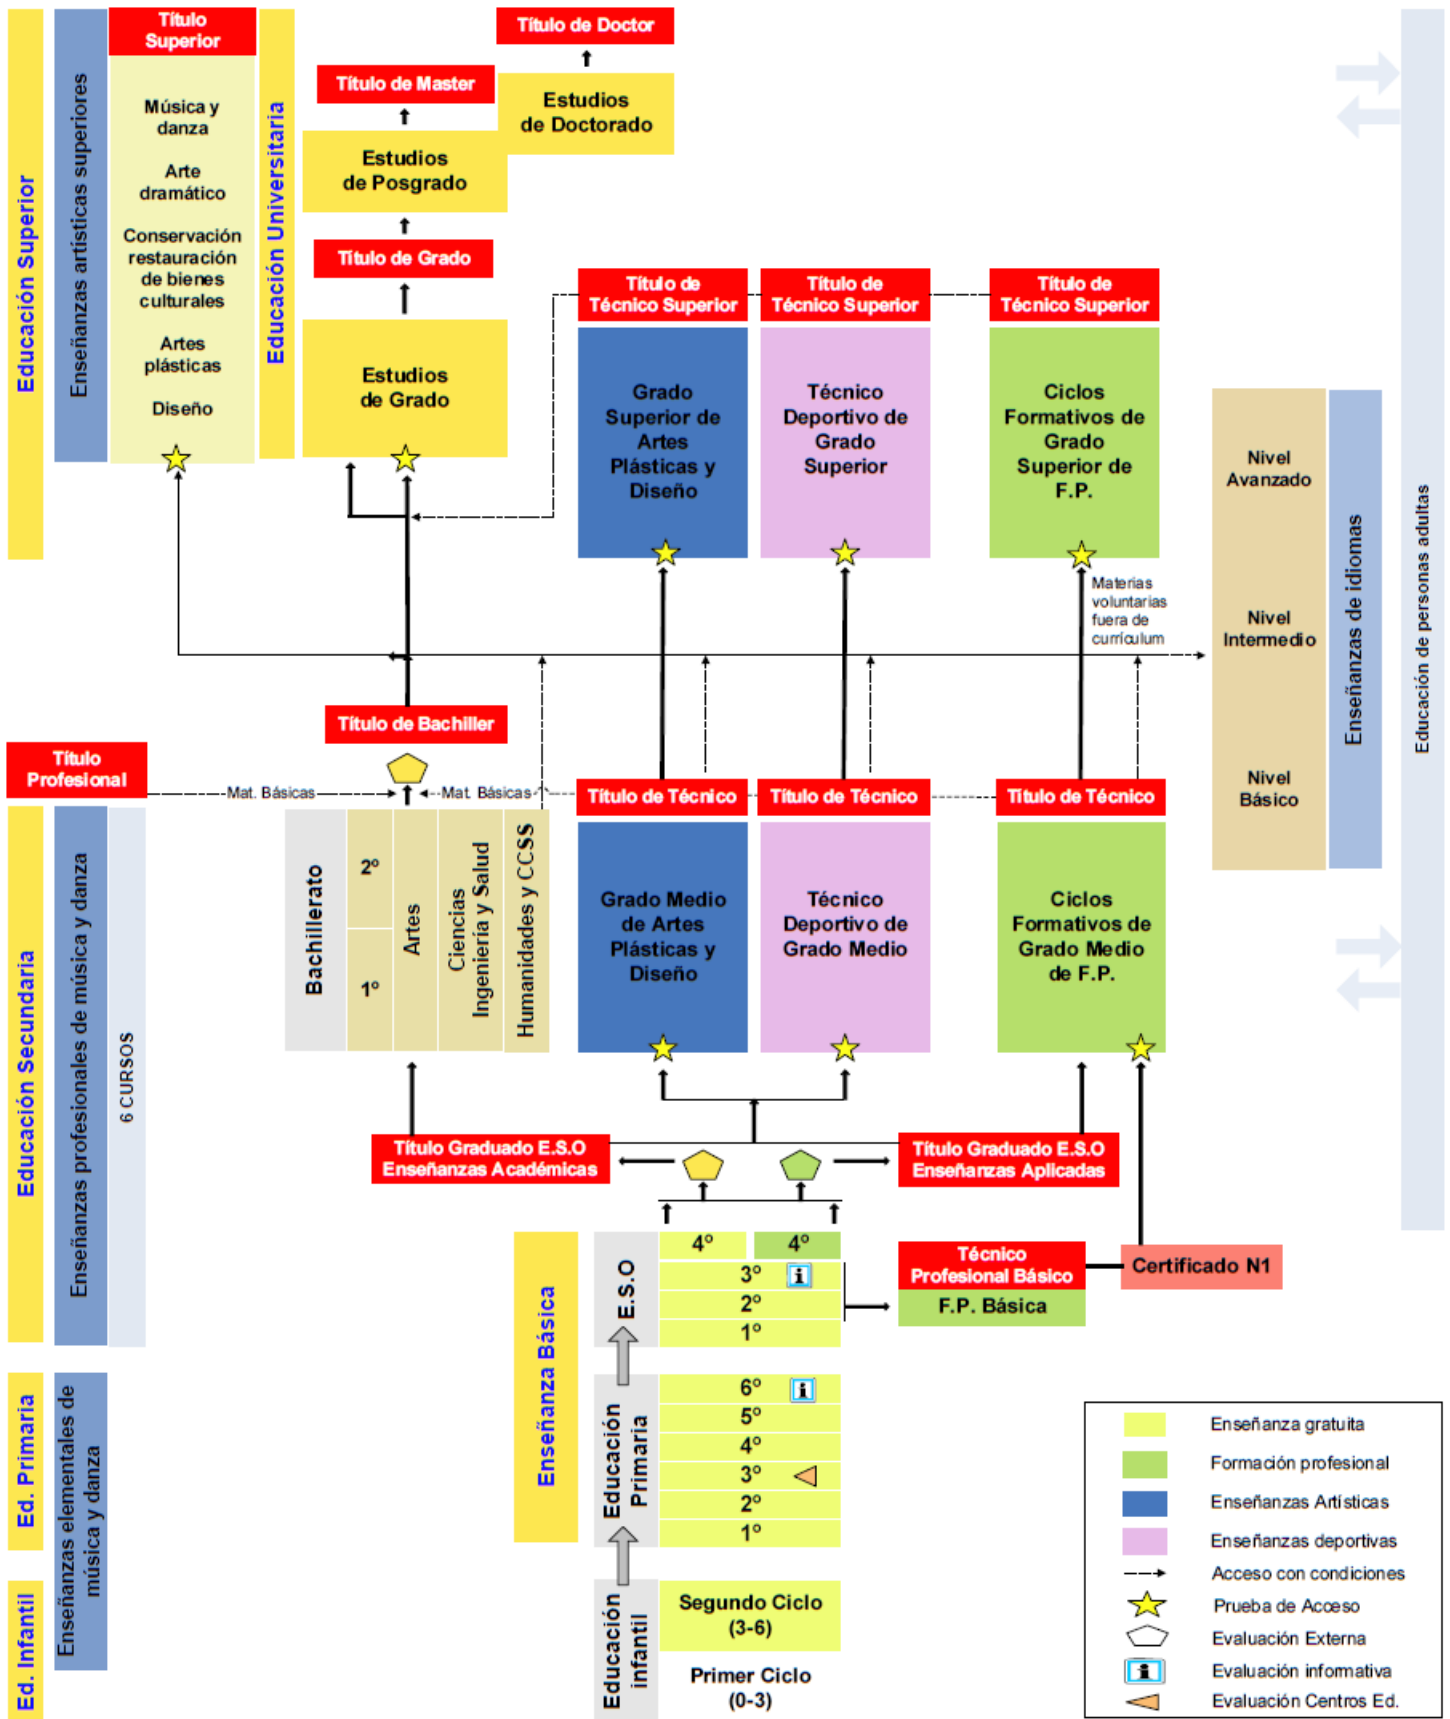 Título
Superior
Música y
danza
Arte
dramático
Conservación
restauración
de bienes
culturales
Artes
plásticas
Diseño
Educación Superior
Enseñanzas artísticas superiores
Educación Universitaria
Título de Doctor
Estudios
de Doctorado
Título de Master
Estudios
de Posgrado
Título de Grado
Estudios
de Grado
Título de
Técnico Superior
Grado
Superior de
Artes
Plásticas y
Diseño
Título de
Técnico Superior
Técnico
Deportivo de
Grado
Superior
Título de
Técnico Superior
Ciclos
Formativos de
Grado
Superior de
F.P.
Materias
voluntarias
fuera de
currículum
Nivel
Avanzado
Nivel
Intermedio
Nivel
Básico
Enseñanzas de idiomas
Educación de personas adultas
Título de Bachiller
Título
Profesional
Mat. Básicas
Mat. Básicas
Título de Técnico
Título de Técnico
Título de Técnico
Educación Secundaria
Enseñanzas profesionales de música y danza
6 CURSOS
Bachillerato
2º
1º
Artes
Ciencias
Ingeniería y Salud
Humanidades y CCSS
Grado Medio
de Artes
Plásticas y
Diseño
Técnico
Deportivo de
Grado Medio
Ciclos
Formativos de
Grado Medio
de F.P.
Título Graduado E.S.O
Enseñanzas Académicas
Título Graduado E.S.O
Enseñanzas Aplicadas
Enseñanza Básica
E.S.O
4º
4º
3º
i
2º
1º
Técnico
Profesional Básico
F.P. Básica
Certificado N1
Ed. Primaria
Enseñanzas elementales de
música y danza
Educación
Primaria
6º
i
5º
4º
3º
2º
1º
Ed. Infantil
Educación
infantil
Segundo Ciclo
(3-6)
Primer Ciclo
(0-3)
Enseñanza gratuita
Formación profesional
Enseñanzas Artísticas
Enseñanzas deportivas
Acceso con condiciones
Prueba de Acceso
Evaluación Externa
i
Evaluación informativa
Evaluación Centros Ed.